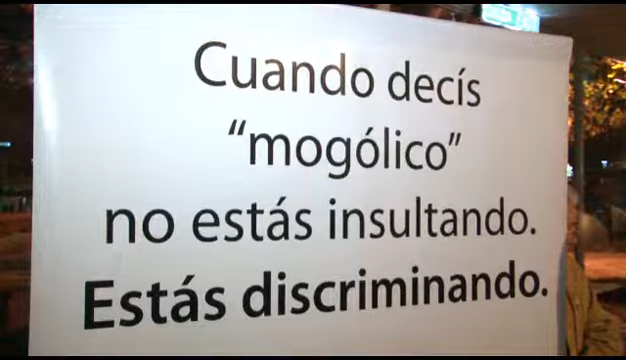 Cuando decís
“mogólico”
no estás insultando.
Estás discriminando.